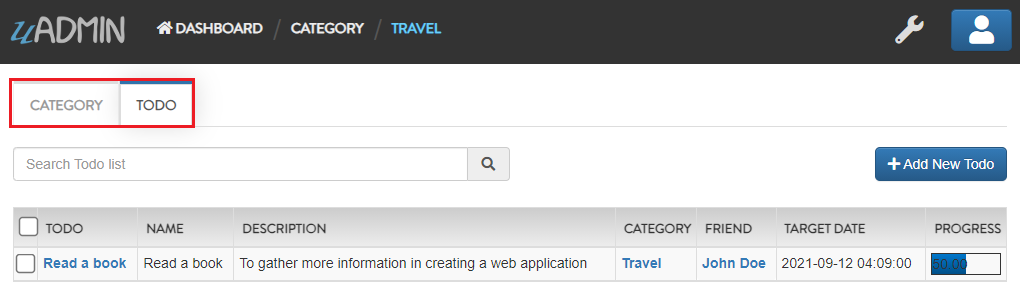 uADMIN DASHBOARD / CATEGORY / TRAVEL
CATEGORY TODO
Search Todo list Add New Todo
TODO NAME DESCRIPTION CATEGORY FRIEND TARGET DATE PROGRESS
Read a book Read a book To gather more information in creating a web application Travel John Doe 2021-09-12 04:09:00 50.00